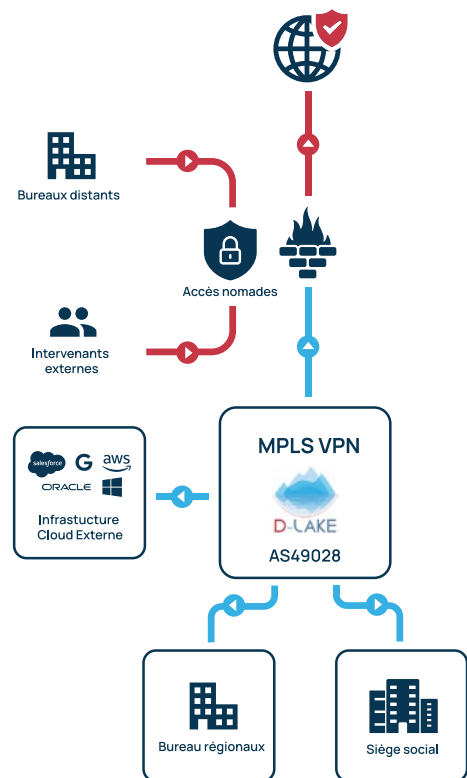 Bureaux distants
Accès nomades
Intervenants
externes
MPLS VPN
D-LAKE
AS49028
salesforce G aws
ORACLE
Infrastucture
Cloud Externe
Bureau régionaux
Siège social